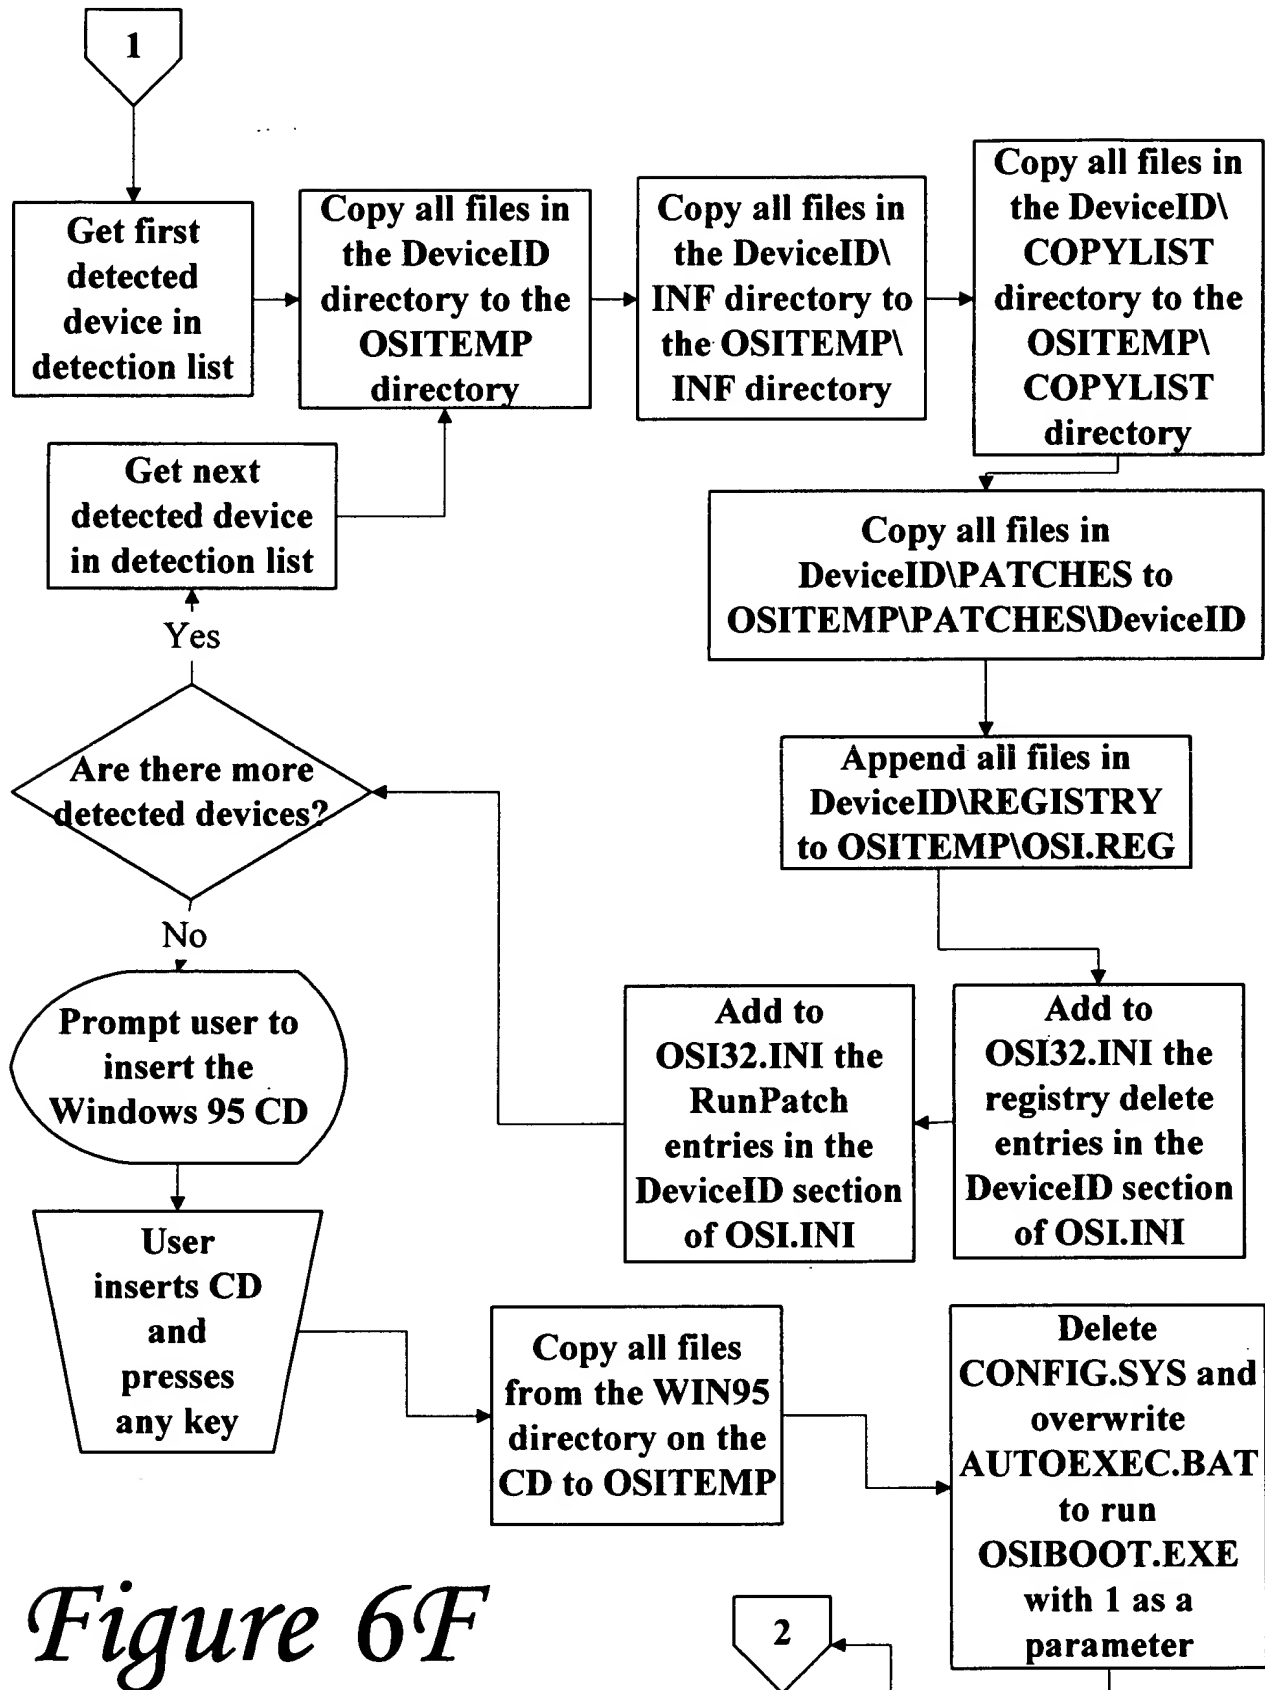 1
Get first
detected
device in
detection list
Copy all files in
the DeviceID
directory to the
OSITEMP
directory
Copy all files in
the DeviceID\
INF directory to
the OSITEMP\
INF directory
Copy all files in
the DeviceID\
COPYLIST
directory to the
OSITEMP\
COPYLIST
directory
Get next
detected device
in detection list
Copy all files in
DeviceID\PATCHES to
OSITEMP\PATCHES\DeviceID
Yes
Append all files in
DeviceID\REGISTRY
to OSITEMP\OSI.REG
Are there more
detected devices?
No
Add to
OSI32.INI the
registry delete
entries in the
DeviceID section
of OSI.INI
Add to
OSI32.INI the
RunPatch
entries in the
DeviceID section
of OSI.INI
Prompt user to
insert the
Windows 95 CD
User
inserts CD
and
presses
any key
Copy all files
from the WIN95
directory on the
CD to OSITEMP
Delete
CONFIG.SYS and
overwrite
AUTOEXEC.BAT
to run
OSIBOOT.EXE
with 1 as a
parameter
2
Figure 6F